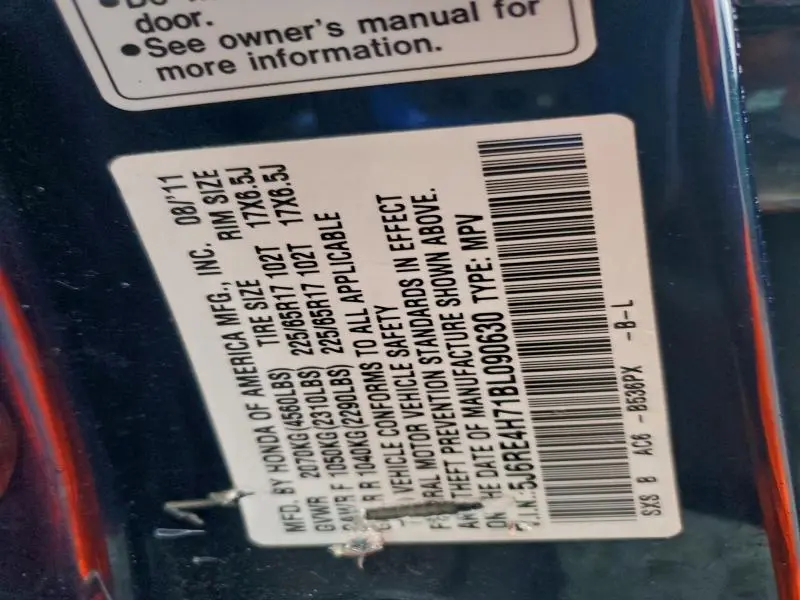 door.
•See owner's manual for
more information.
MFD. BY HONDA OF AMERICA MFG., INC. 08/'11
TIRE SIZE RIM SIZE
GVWR 2070KG(4560LBS)
F 1050KG(2310LBS) 225/65R17 102T 17X6.5J
R 1040KG(2290LBS) 225/65R17 102T 17X6.5J
VEHICLE CONFORMS TO ALL APPLICABLE
MOTOR VEHICLE SAFETY
THEFT PREVENTION STANDARDS IN EFFECT
ON THE DATE OF MANUFACTURE SHOWN ABOVE.
5J6RE4H71BL090630 TYPE: MPV
SXS B AC6 -B536PX -B-L